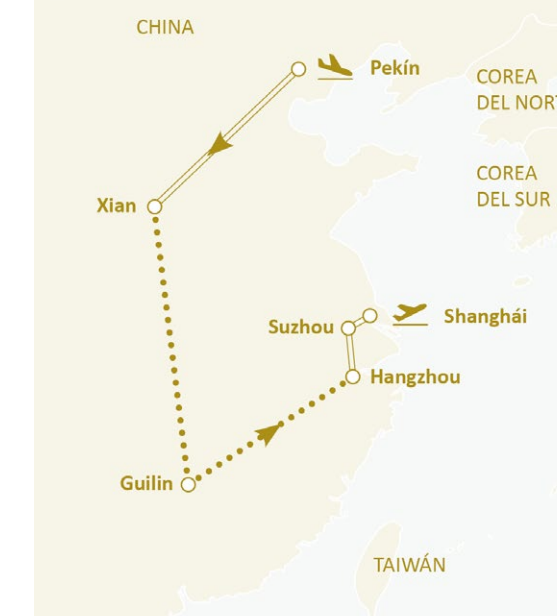 CHINA
Pekín
COREA
DEL NORT
COREA
DEL SUR
Xian
Suzhou
Shanghái
Hangzhou
Guilin
TAIWÁN